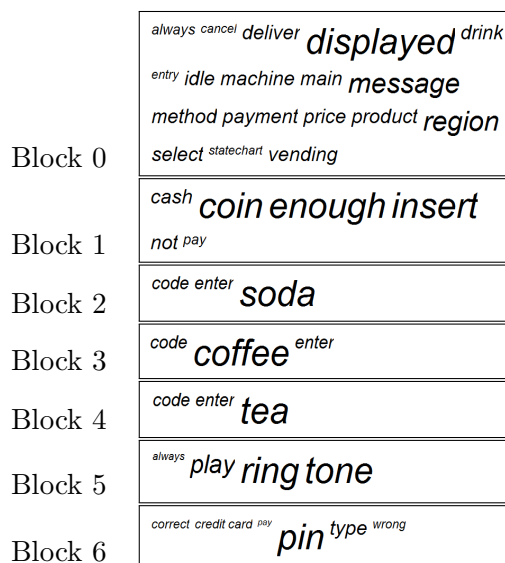 always cancel deliver displayed drink
entry idle machine main message
method payment price product region
Block 0 select statechart vending
cash coin enough insert
Block 1 not pay
Block 2 code enter soda
Block 3 code coffee enter
Block 4 code enter tea
Block 5 always play ring tone
Block 6 correct credit card pay pin type wrong